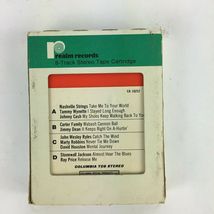 realm records
8-Track Stereo Tape Cartridge
A
Nashville Strings Take Me To Your World
Tammy Wynette I Stayed Long Enough
Johnny Cash My Shoes Keep Walking Back To You
B
Carter Family Wabash Cannon Ball
Jimmy Dean It Keeps Right On A-Hurtin'
C
John Wesley Ryles Catch The Wind
Marty Robbins Never Tie Me Down
David Houston Mental Journey
D
Stonewall Jackson Almost Hear The Blues
Ray Price Release Me
COLUMBIA TC8 STEREO